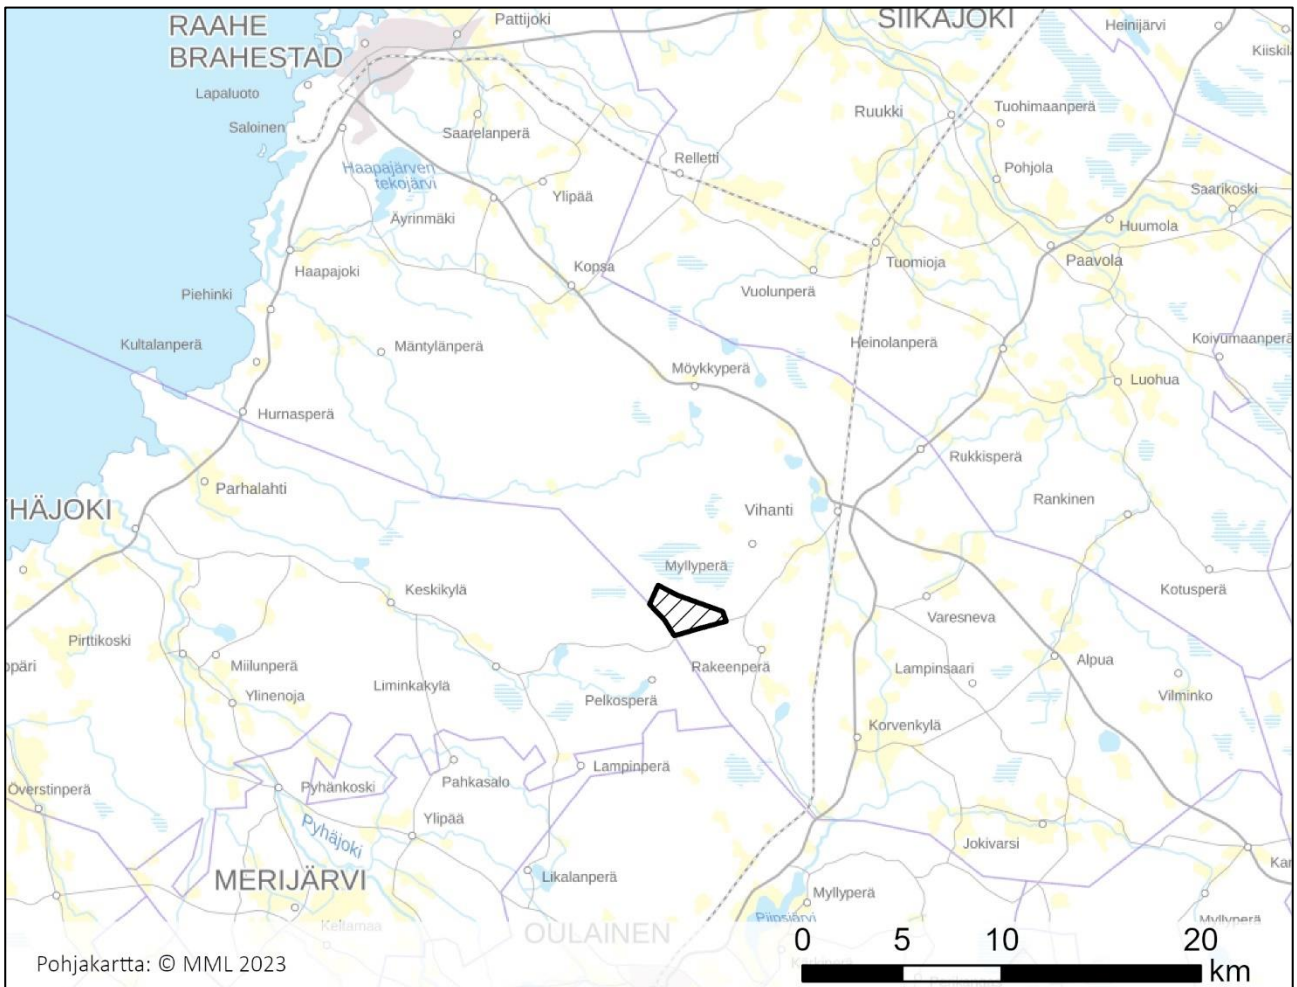 RAAHE
BRAHESTAD
Pattijoki
SIIKAJOKI
Heinijärvi
Lapaluoto
Saloinen
Saarelanperä
Ruukki
Tuohimaanperä
Haapajärven
tekojärvi
Relletti
Pohjola
Ylipää
Saarikoski
Äyrinmäki
Huumola
Haapajoki
Kopsa
Tuomioja
Paavola
Piehinki
Vuolunperä
Kultalanperä
Mäntylänperä
Heinolanperä
Koivumaanperä
Möykkyperä
Luohua
Hurnasperä
Rukkisperä
Parhalahti
Rankinen
HÄJOKI
Vihanti
Myllyperä
Keskikylä
Kotusperä
Varesneva
Pirttikoski
Miilunperä
Rakeenperä
Lampinsaari
Alpua
Liminkakylä
Ylinenoja
Pelkosperä
Vilminko
Korvenkylä
Lampinperä
Pahkasalo
Pyhänkoski
Överstinperä
Ylipää
Pyhäjoki
Jokivarsi
MERIJÄRVI
Likalanperä
Myllyperä
Piipsjärvi
Myllyperä
Keltamaa
OULAINEN
0 5 10 20
km
Pohjakartta: © MML 2023